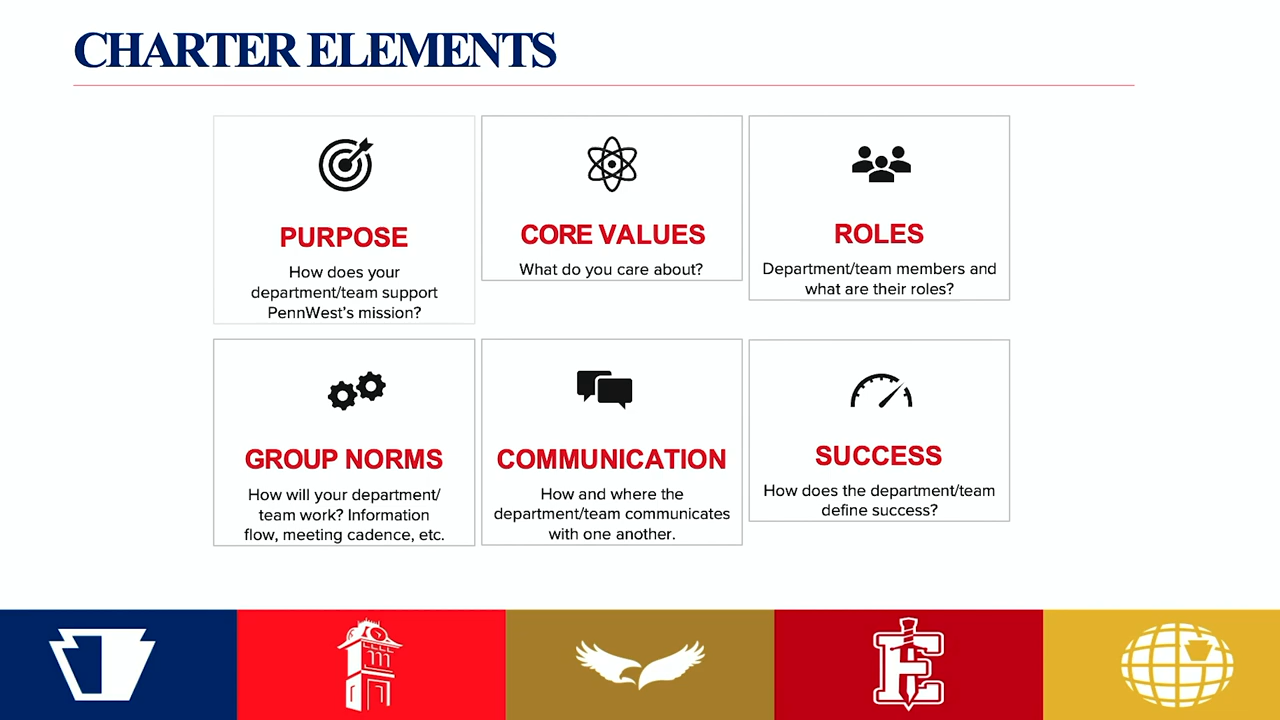 CHARTER ELEMENTS
PURPOSE
How does your
department/team support
PennWest's mission?
CORE VALUES
What do you care about?
ROLES
Department/team members and
what are their roles?
GROUP NORMS
How will your department/
team work? Information
flow, meeting cadence, etc.
COMMUNICATION
How and where the
department/team communicates
with one another.
SUCCESS
How does the department/team
define success?
E